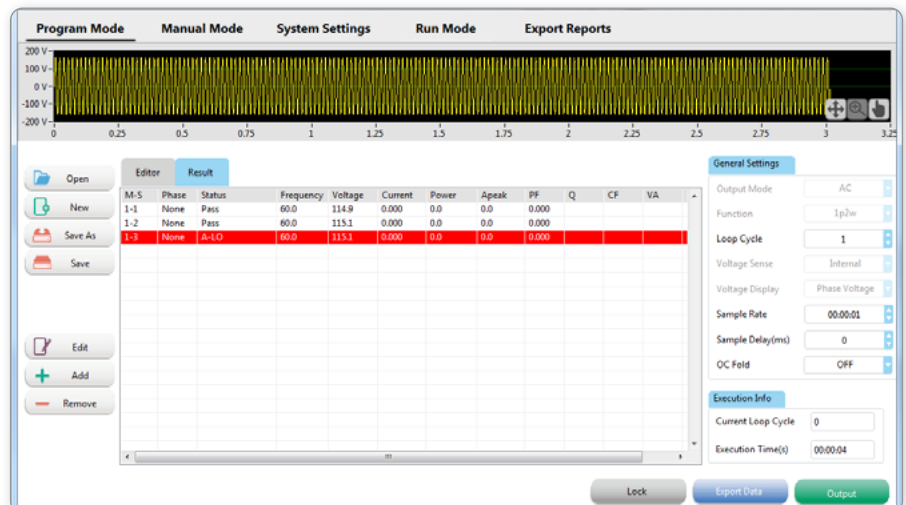 Program Mode Manual Mode System Settings Run Mode Export Reports
200 V
100 V
0 V
-100 V
-200 V
0 0.25 0.5 0.75 1 1.25 1.5 1.75 2 2.25 2.5 2.75 3 3.25
Open
New
Save As
Save
Edit
Add
Remove
Editor Result
M-S Phase Status Frequency Voltage Current Power Apeak PF Q CF VA
1-1 None Pass 60.0 114.9 0.000 0.0 0.0 0.000
1-2 None Pass 60.0 115.1 0.000 0.0 0.0 0.000
1-3 None A-LO 60.0 115.1 0.000 0.0 0.0 0.000
General Settings
Output Mode AC
Function 1p2w
Loop Cycle 1
Voltage Sense Internal
Voltage Display Phase Voltage
Sample Rate 00:00:01
Sample Delay(ms) 0
OC Fold OFF
Execution Info
Current Loop Cycle 0
Execution Time(s) 00:00:04
Lock Export Data Output